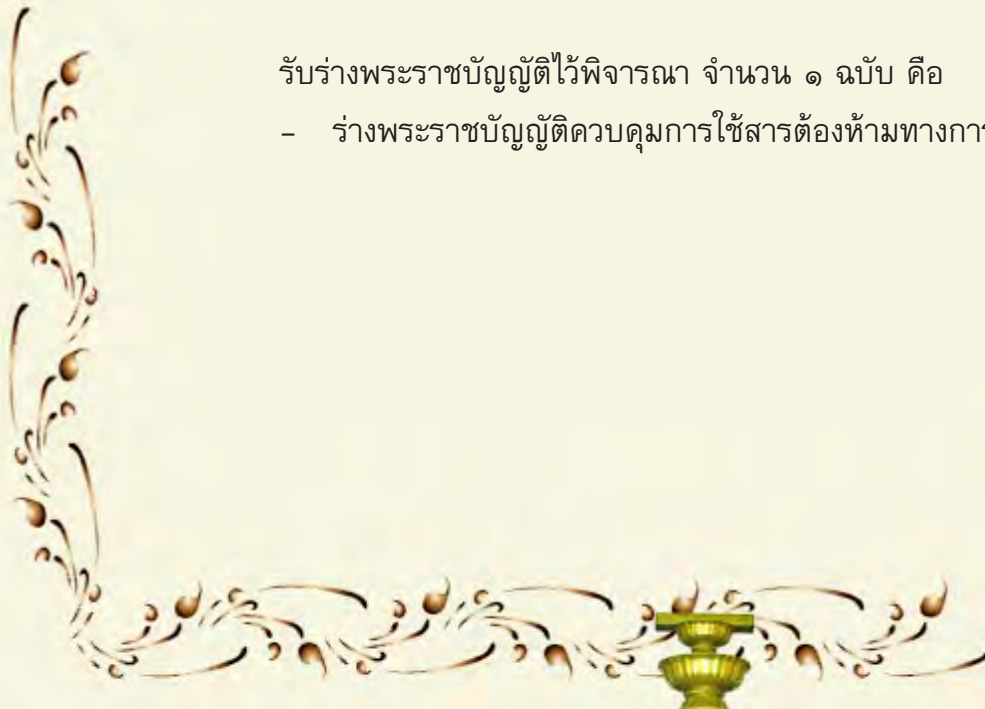 รับร่างพระราชบัญญัติไว้พิจารณา จำนวน ๑ ฉบับ คือ
– ร่างพระราชบัญญัติควบคุมการใช้สารต้องห้ามทางการ